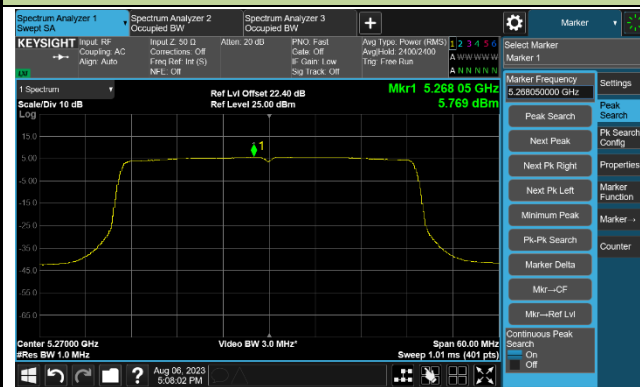 Spectrum Analyzer 1
Swept SA
Spectrum Analyzer 2
Occupied BW
Spectrum Analyzer 3
Occupied BW
Marker
KEYSIGHT
Input: RF
Coupling: AC
Align: Auto
Input Z: 50 Ω
Corrections: Off
Freq Ref: Int (S)
NFE: Off
Atten: 20 dB
PNO: Fast
Gate: Off
IF Gain: Low
Sig Track: Off
Avg Type: Power (RMS)
Avg|Hold: 2400/2400
Trig: Free Run
1 2 3 4 5 6
A W W W W W
A N N N N N
LXI
Select Marker
Marker 1
1 Spectrum
Scale/Div 10 dB
Log
Ref Lvl Offset 22.40 dB
Ref Level 25.00 dBm
Mkr1 5.268 05 GHz
5.769 dBm
15.0
5.00
-5.00
-15.0
-25.0
-35.0
-45.0
-55.0
-65.0
1
Center 5.27000 GHz
#Res BW 1.0 MHz
Video BW 3.0 MHz*
Span 60.00 MHz
Sweep 1.01 ms (401 pts)
Marker Frequency
5.268050000 GHz
Peak Search
Next Peak
Next Pk Right
Next Pk Left
Minimum Peak
Pk-Pk Search
Marker Delta
Mkr→CF
Mkr→Ref Lvl
Continuous Peak
Search
On
Off
Settings
Peak
Search
Pk Search
Config
Properties
Marker
Function
Marker→
Counter
?
Aug 06, 2023
5:08:02 PM